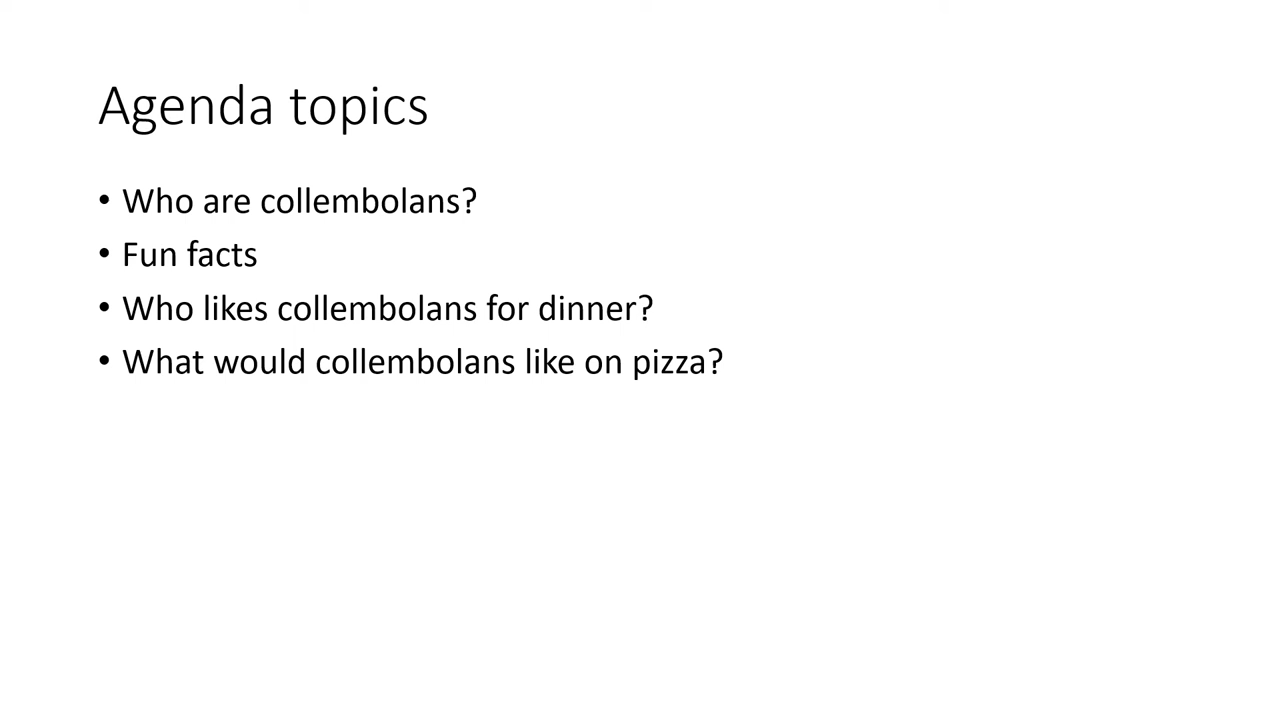 Agenda topics
• Who are collembolans?
• Fun facts
• Who likes collembolans for dinner?
• What would collembolans like on pizza?